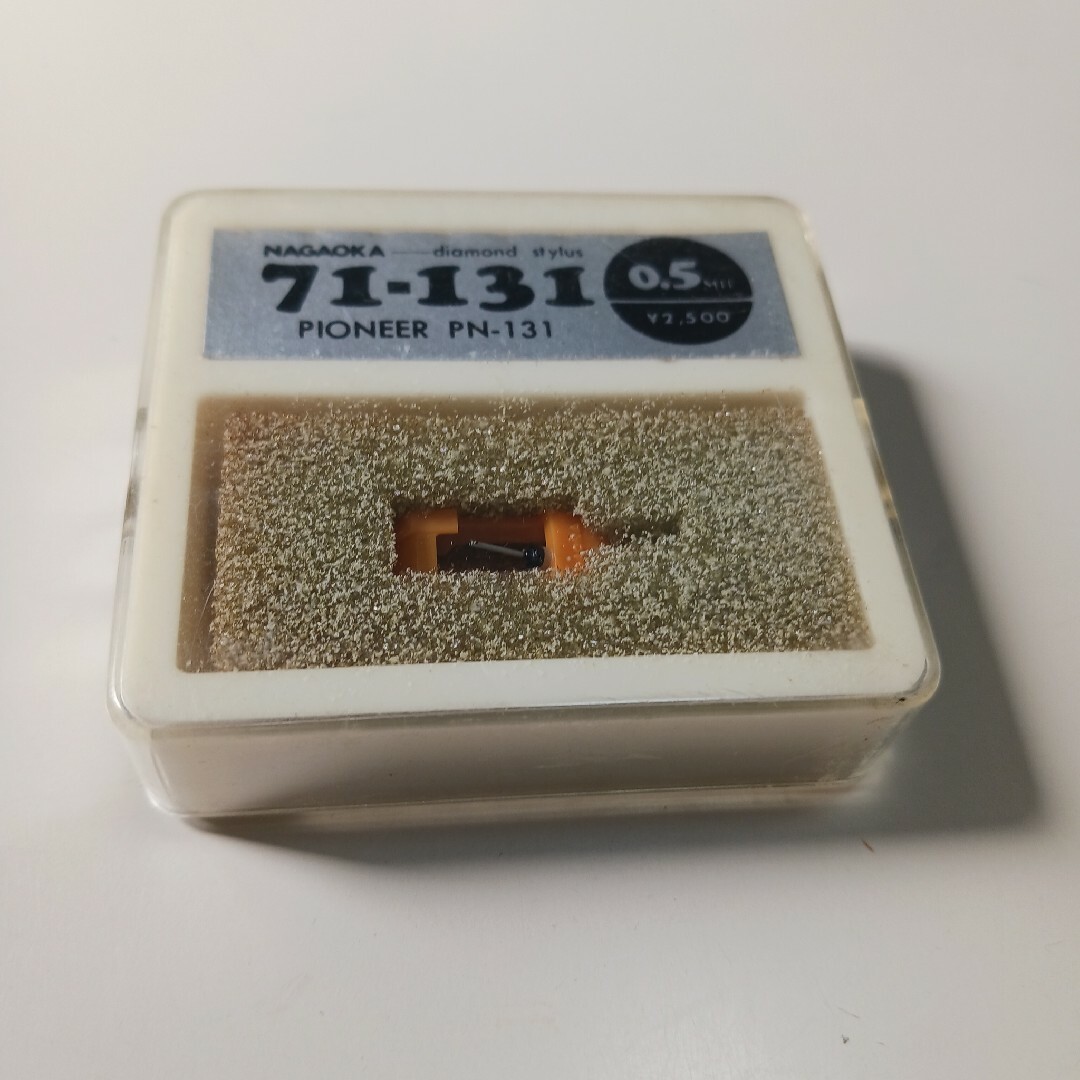 NAGAOKA — diamond stylus
71-131
PIONEER PN-131
0.5 MIL
¥2,500